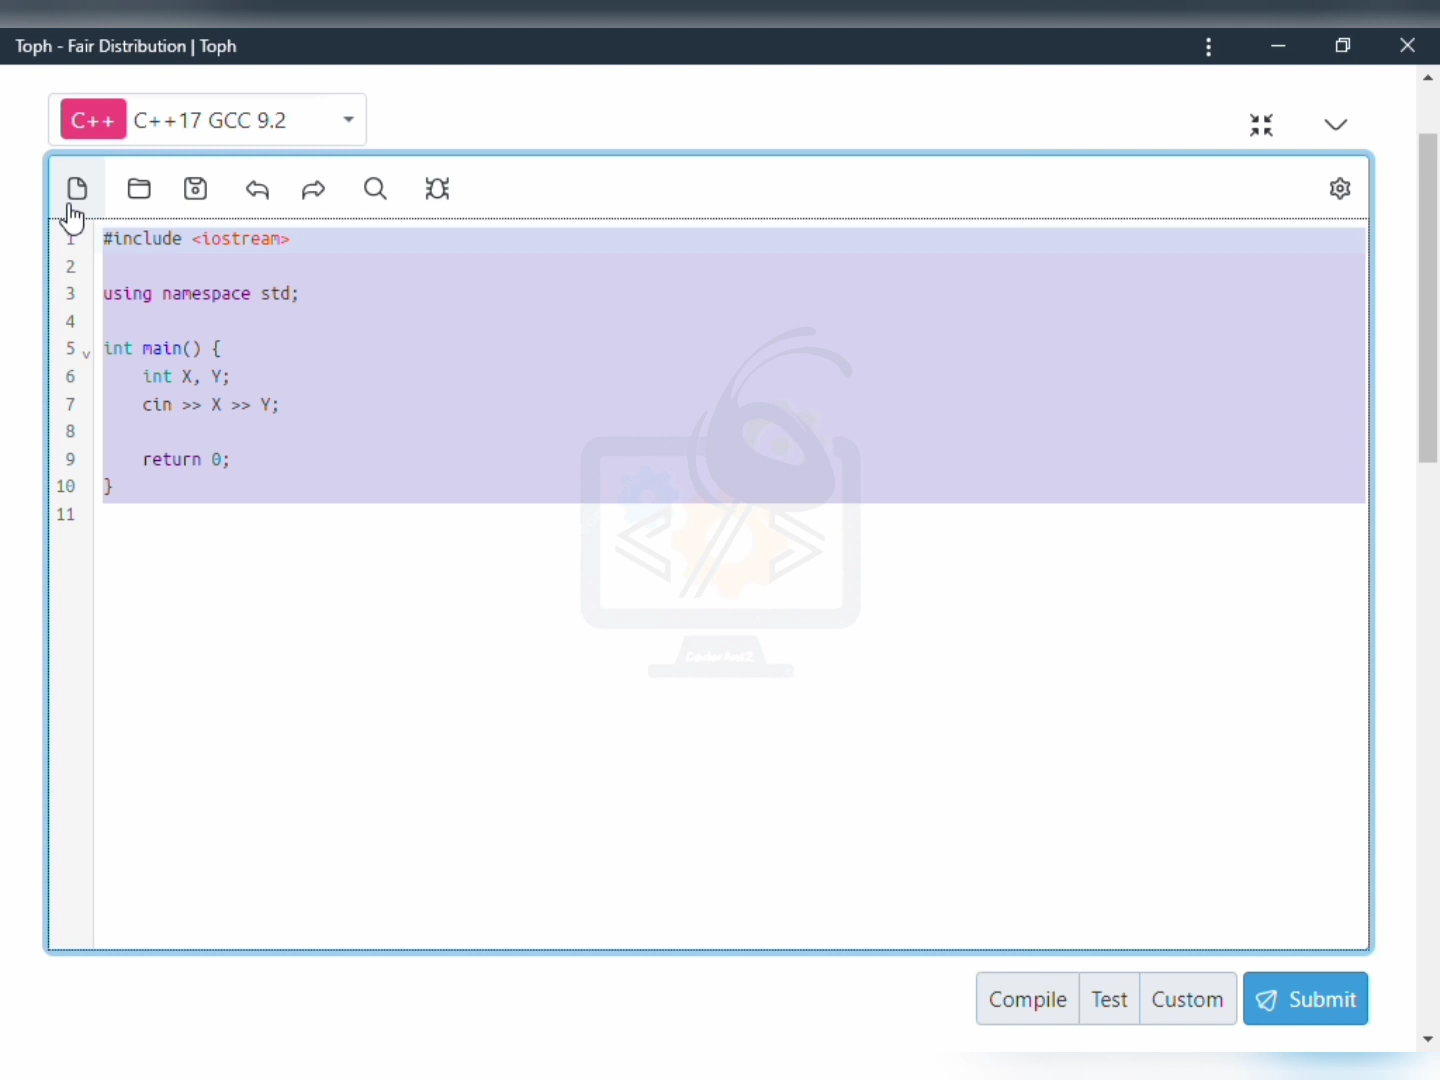 Toph - Fair Distribution | Toph
C++ C++17 GCC 9.2
1 #include <iostream>
2
3 using namespace std;
4
5 int main() {
6 int X, Y;
7 cin >> X >> Y;
8
9 return 0;
10 }
11
CoderAntZ
Compile Test Custom Submit